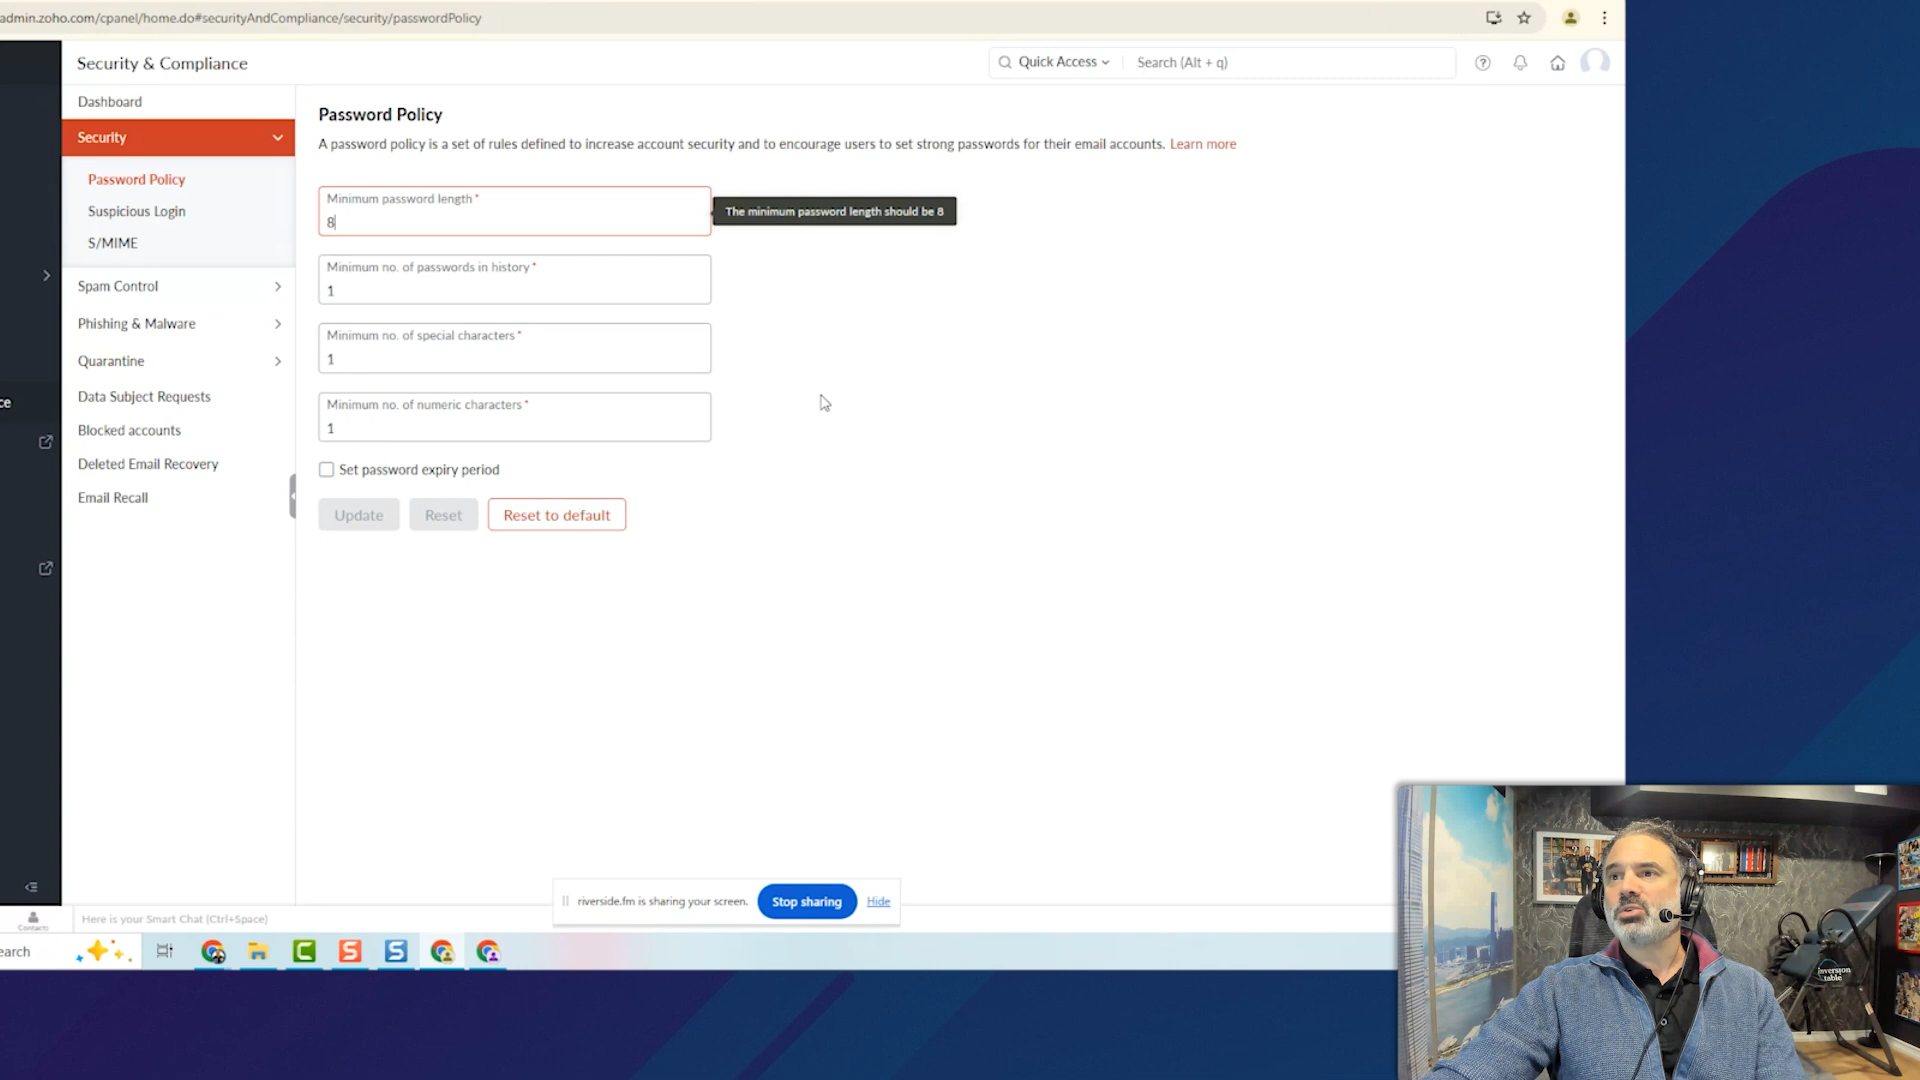 admin.zoho.com/cpanel/home.do#securityAndCompliance/security/passwordPolicy
Security & Compliance
Quick Access
Search (Alt + q)
Dashboard
Security
Password Policy
Suspicious Login
S/MIME
Spam Control
Phishing & Malware
Quarantine
Data Subject Requests
Blocked accounts
Deleted Email Recovery
Email Recall
ce
Password Policy
A password policy is a set of rules defined to increase account security and to encourage users to set strong passwords for their email accounts. Learn more
Minimum password length *
8
The minimum password length should be 8
Minimum no. of passwords in history *
1
Minimum no. of special characters *
1
Minimum no. of numeric characters *
1
Set password expiry period
Update
Reset
Reset to default
riverside.fm is sharing your screen.
Stop sharing
Hide
Contacts
Here is your Smart Chat (Ctrl+Space)
earch
Inversion
table